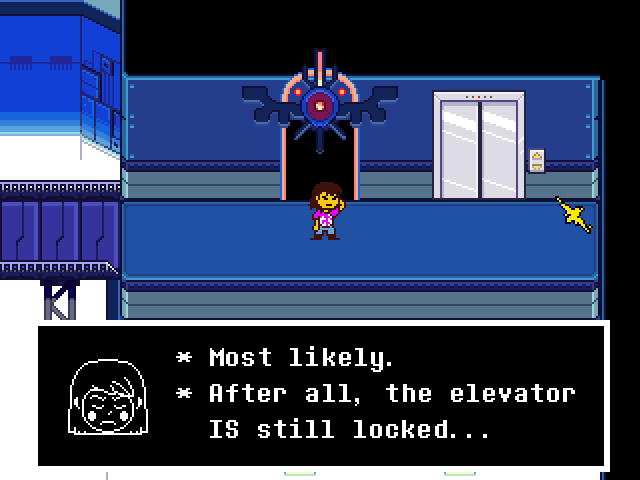 * Most likely.
* After all, the elevator
IS still locked...